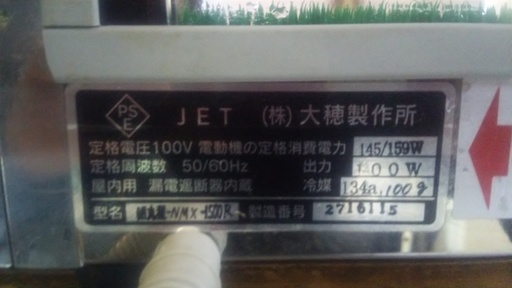 PS
E
JET (株)大穂製作所
定格電圧100V 電動機の定格消費電力 145/159W
定格周波数 50/60Hz 出力 100W
屋内用 漏電遮断器内蔵 冷媒 134a, 100g
型名 -NMX-1500R 製造番号 2716115